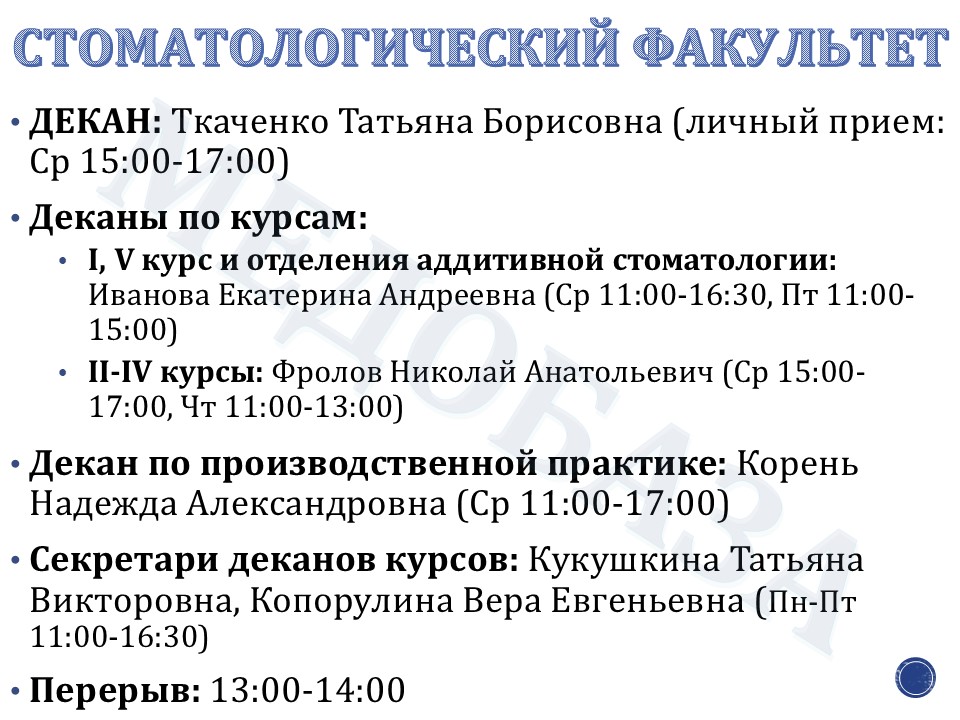 СТОМАТОЛОГИЧЕСКИЙ ФАКУЛЬТЕТ
• ДЕКАН: Ткаченко Татьяна Борисовна (личный прием:
Ср 15:00-17:00)
• Деканы по курсам:
• I, V курс и отделения аддитивной стоматологии:
Иванова Екатерина Андреевна (Ср 11:00-16:30, Пт 11:00-
15:00)
• II-IV курсы: Фролов Николай Анатольевич (Ср 15:00-
17:00, Чт 11:00-13:00)
• Декан по производственной практике: Корень
Надежда Александровна (Ср 11:00-17:00)
• Секретари деканов курсов: Кукушкина Татьяна
Викторовна, Копорулина Вера Евгеньевна (Пн-Пт
11:00-16:30)
• Перерыв: 13:00-14:00
МЕДОБАЗА